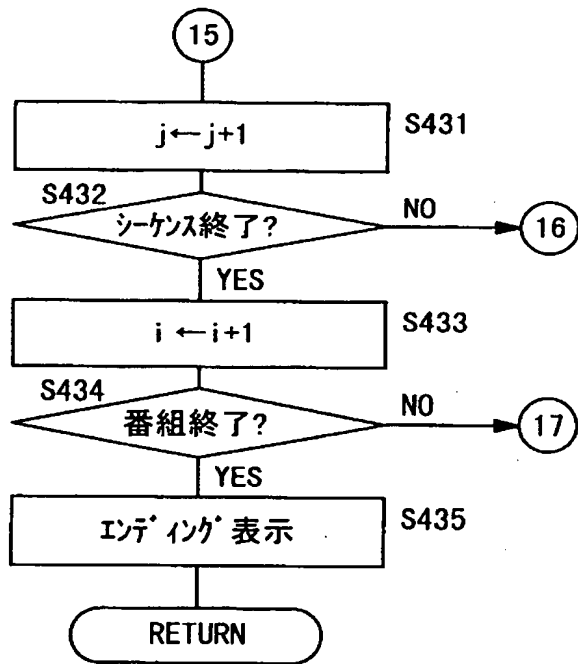 15
j←j+1
S431
S432
シーケンス終了?
NO
16
YES
i←i+1
S433
S434
番組終了?
NO
17
YES
エンディング表示
S435
RETURN